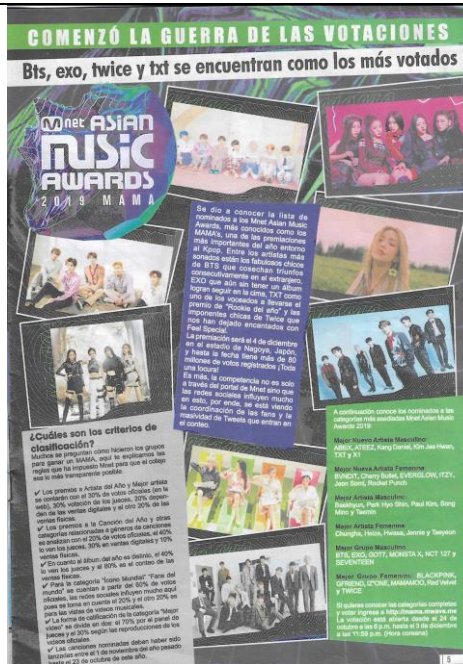 COMENZÓ LA GUERRA DE LAS VOTACIONES
Bts, exo, twice y txt se encuentran como los más votados
Mnet ASIAN
MUSIC
AWARDS
2019 MAMA
Se dio a conocer la lista de
nominados a los Mnet Asian Music
Awards, más conocidos como los
MAMA's, una de las premiaciones
más importantes del año entorno
al Kpop. Entre los artistas más
sonados están los fabulosos chicos
de BTS que cosechan triunfos
consecutivamente en el extranjero,
EXO que aún sin tener un álbum
logran seguir en la cima, TXT como
uno de los voceados a llevarse el
premio de "Rookie del año" y las
imponentes chicas de Twice que
nos han dejado encantados con
Feel Special.
La premiación será el 4 de diciembre
en el estadio de Nagoya, Japón,
y hasta la fecha tiene más de 80
millones de votos registrados ¡Toda
una locura!
Es más, la competencia no es solo
a través del portal de Mnet sino que
las redes sociales influyen mucho
en esto, por ende, se está viendo
la coordinación de las fans y la
masividad de Tweets que entran en
el conteo.
¿Cuáles son los criterios de
clasificación?
Muchos se preguntan cómo hicieron los grupos
para ganar un MAMA, aquí te explicamos las
reglas que ha impuesto Mnet para que el cotejo
sea lo más transparente posible.
✔ Los premios a Artista del Año y Mejor artista
se contarán con el 30% de votos oficiales (en la
web), 30% votación de los jueces, 20% depen-
den de las ventas digitales y el otro 20% de las
ventas físicas.
✔ Los premios a la Canción del Año y otras
categorías relacionadas a géneros de canciones
se analizan con el 20% de votos oficiales, el 40%
lo ven los jueces, 30% en ventas digitales y 10%
ventas físicas.
✔ En cuanto al álbum del año es distinto, el 40%
lo ven los jueces y el 60% es el conteo de las
ventas físicas.
✔ Para la categoría "Icono Mundial" "Fans del
mundo" se cuentan a partir del 60% de votos
oficiales, las redes sociales influyen mucho aquí
pues se toma en cuenta el 20% y el otro 20% es
para las vistas de videos musicales.
✔ La forma de calificación de la categoría "Mejor
video" se divide en dos: el 70% por el panel de
jueces y el 30% según las reproducciones de los
videos oficiales.
✔ Las canciones nominadas deben haber sido
lanzadas entre el 1 de noviembre del año pasado
hasta el 23 de octubre de este año.
A continuación conoce los nominados a las
categorías más asediadas Mnet Asian Music
Awards 2019
Mejor Nuevo Artista Masculino:
AB6IX, ATEEZ, Kang Daniel, Kim Jae Hwan,
TXT y X1
Mejor Nueva Artista Femenina
BVNDIT, Cherry Bullet, EVERGLOW, ITZY,
Jeon Somi, Rocket Punch
Mejor Artista Masculino:
Baekhyun, Park Hyo Shin, Paul Kim, Song
Mino y Taemin
Mejor Artista Femenina:
Chungha, Heize, Hwasa, Jennie y Taeyeon
Mejor Grupo Masculino:
BTS, EXO, GOT7, MONSTA X, NCT 127 y
SEVENTEEN
Mejor Grupo Femenino: BLACKPINK,
GFRIEND, IZ*ONE, MAMAMOO, Red Velvet
y TWICE
Si quieres conocer las categorías completas
y votar ingresa a
La votación está abierta desde el 24 de
octubre a las 6 p.m. hasta el 3 de diciembre
a las 11:59 p.m. (Hora coreana)
5